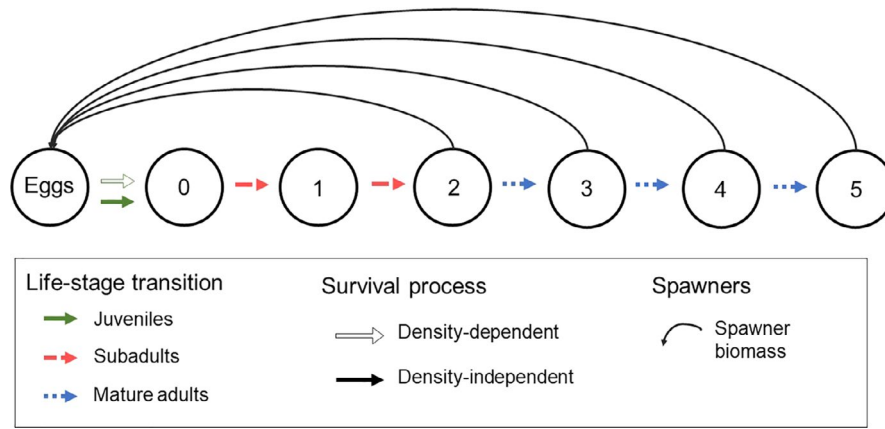 Eggs 0 1 2 3 4 5
Life-stage transition
Juveniles
Subadults
Mature adults
Survival process
Density-dependent
Density-independent
Spawners
Spawner
biomass